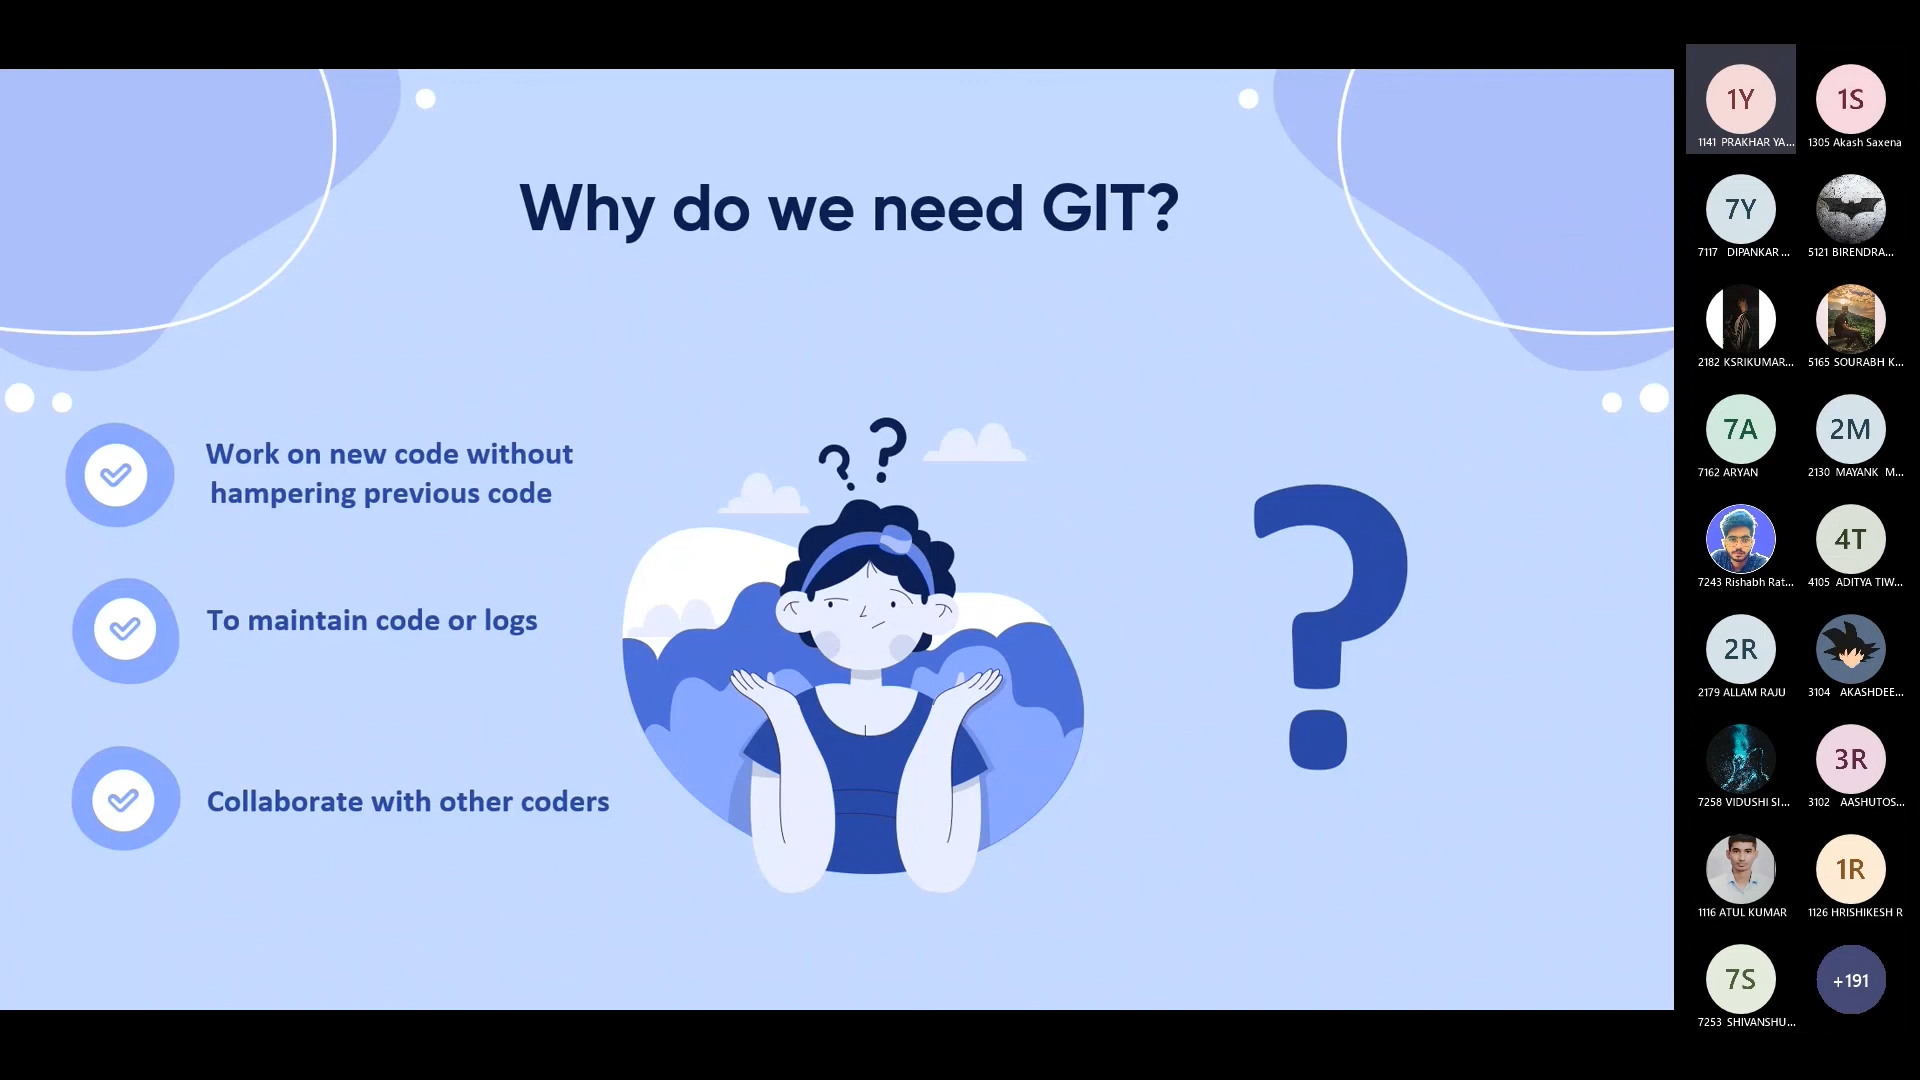 Why do we need GIT?
Work on new code without
hampering previous code
To maintain code or logs
Collaborate with other coders
?
? ?
1Y
1141 PRAKHAR YA...
1S
1305 Akash Saxena
7Y
7117 DIPANKAR ...
5121 BIRENDRA...
2182 KSRIKUMAR...
5165 SOURABH K...
7A
7162 ARYAN
2M
2130 MAYANK M...
7243 Rishabh Rat...
4T
4105 ADITYA TIW...
2R
2179 ALLAM RAJU
3104 AKASHDEE...
7258 VIDUSHI SI...
3R
3102 AASHUTOS...
1116 ATUL KUMAR
1R
1126 HRISHIKESH R
7S
7253 SHIVANSHU...
+191